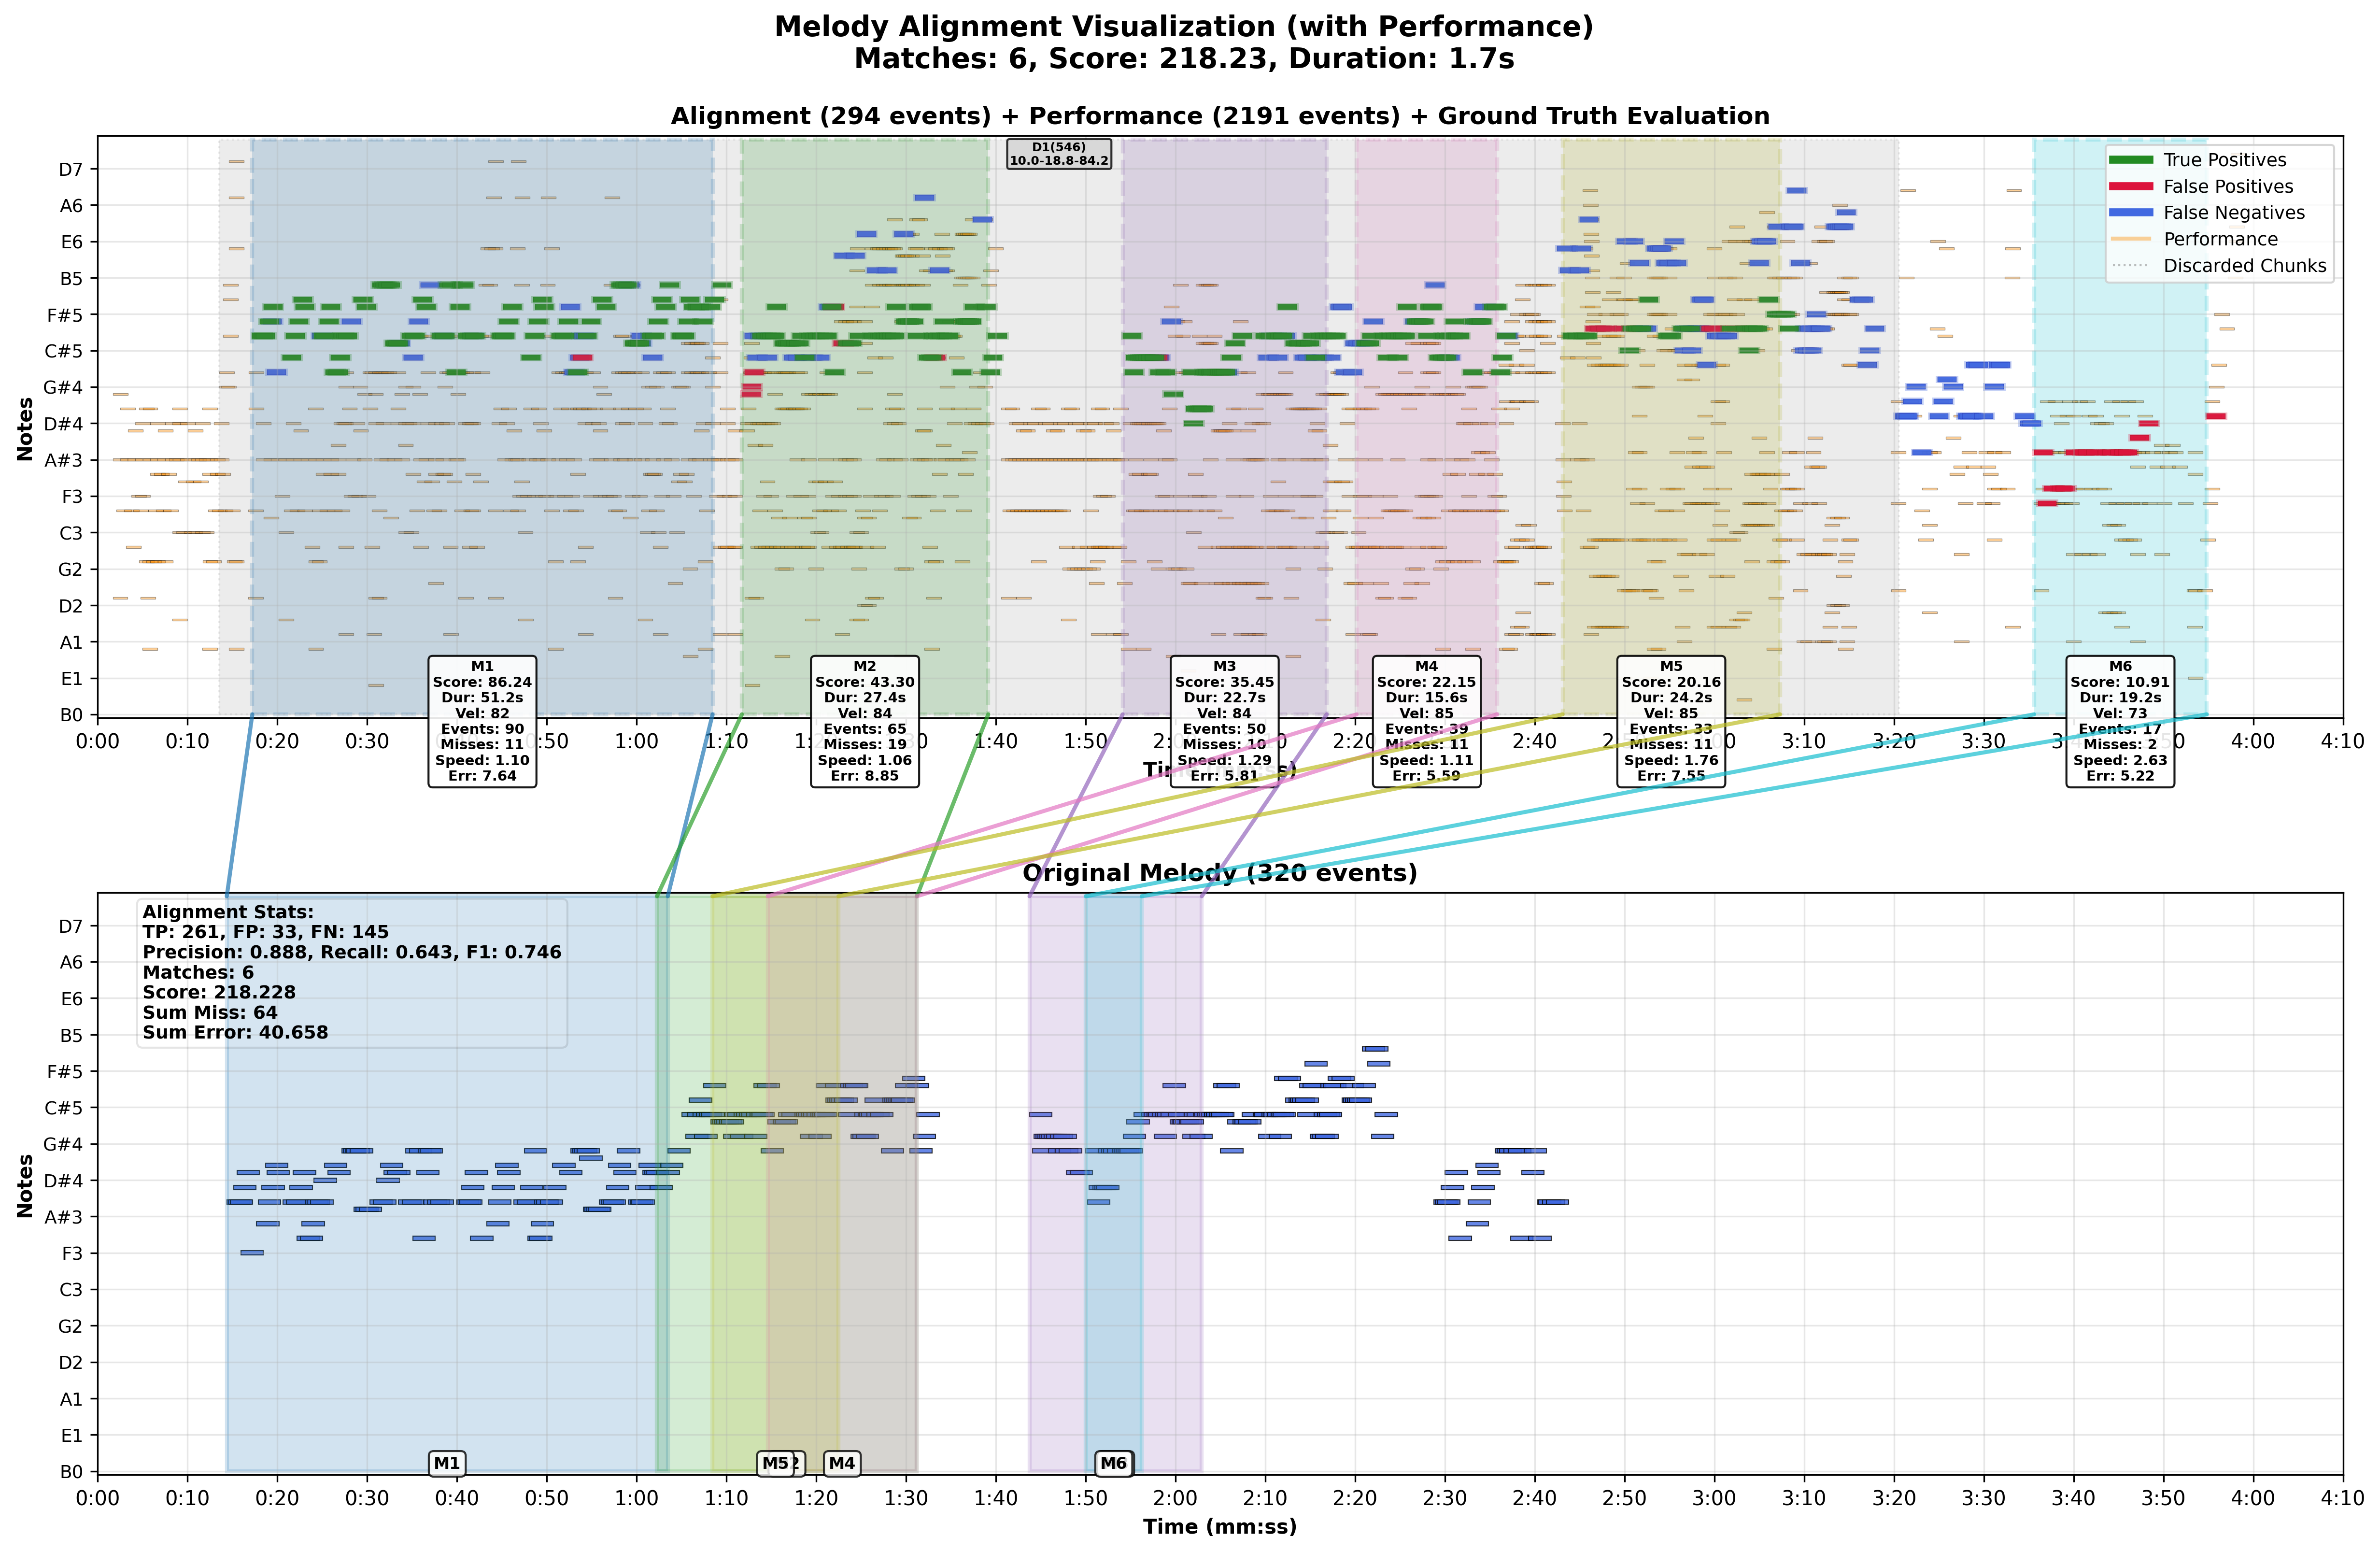 Melody Alignment Visualization (with Performance)
Matches: 6, Score: 218.23, Duration: 1.7s
Alignment (294 events) + Performance (2191 events) + Ground Truth Evaluation
D1(546)
10.0-18.8-84.2
True Positives
False Positives
False Negatives
Performance
Discarded Chunks
Notes
D7
A6
E6
B5
F#5
C#5
G#4
D#4
A#3
F3
C3
G2
D2
A1
E1
B0
M1
Score: 86.24
Dur: 51.2s
Vel: 82
Events: 90
Misses: 11
Speed: 1.10
Err: 7.64
M2
Score: 43.30
Dur: 27.4s
Vel: 84
Events: 65
Misses: 19
Speed: 1.06
Err: 8.85
M3
Score: 35.45
Dur: 22.7s
Vel: 84
Events: 50
Misses: 10
Speed: 1.29
Err: 5.81
M4
Score: 22.15
Dur: 15.6s
Vel: 85
Events: 39
Misses: 11
Speed: 1.11
Err: 5.59
M5
Score: 20.16
Dur: 24.2s
Vel: 85
Events: 33
Misses: 11
Speed: 1.76
Err: 7.55
M6
Score: 10.91
Dur: 19.2s
Vel: 73
Events: 17
Misses: 2
Speed: 2.63
Err: 5.22
0:00 0:10 0:20 0:30 1:00 1:10 1:40 1:50 2:20 2:40 3:10 3:20 3:30 4:00 4:10
Original Melody (320 events)
Alignment Stats:
TP: 261, FP: 33, FN: 145
Precision: 0.888, Recall: 0.643, F1: 0.746
Matches: 6
Score: 218.228
Sum Miss: 64
Sum Error: 40.658
Notes
D7
A6
E6
B5
F#5
C#5
G#4
D#4
A#3
F3
C3
G2
D2
A1
E1
B0
M1 M5 M4 M6
0:00 0:10 0:20 0:30 0:40 0:50 1:00 1:10 1:20 1:30 1:40 1:50 2:00 2:10 2:20 2:30 2:40 2:50 3:00 3:10 3:20 3:30 3:40 3:50 4:00 4:10
Time (mm:ss)